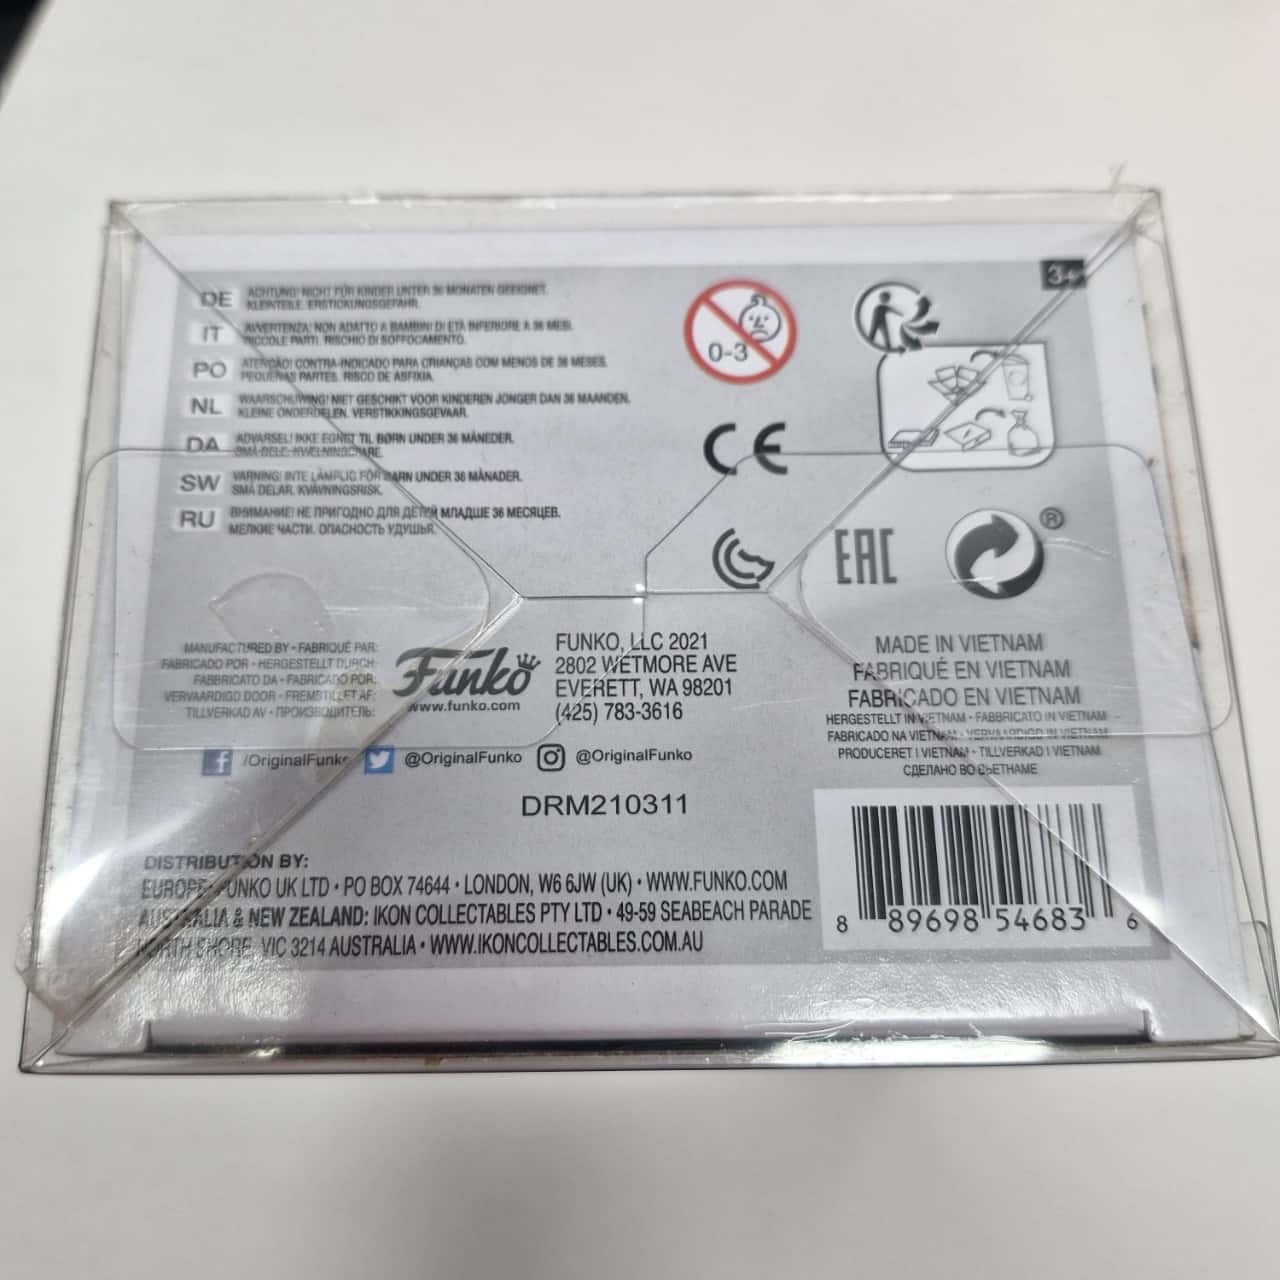 3+
DE ACHTUNG! NICHT FÜR KINDER UNTER 36 MONATEN GEEIGNET.
KLEINTEILE. ERSTICKUNGSGEFAHR.
IT AVVERTENZA: NON ADATTO A BAMBINI DI ETÀ INFERIORE A 36 MESI.
PICCOLE PARTI. RISCHIO DI SOFFOCAMENTO.
PO ATENÇÃO! CONTRA-INDICADO PARA CRIANÇAS COM MENOS DE 36 MESES.
PEQUENAS PARTES. RISCO DE ASFIXIA.
NL WAARSCHUWING! NIET GESCHIKT VOOR KINDEREN JONGER DAN 36 MAANDEN.
KLEINE ONDERDELEN. VERSTIKKINGSGEVAAR.
DA ADVARSEL! IKKE EGNET TIL BØRN UNDER 36 MÅNEDER.
SMÅ DELE.
SW VARNING! INTE LÄMPLIG FÖR BARN UNDER 36 MÅNADER.
SMÅ DELAR. KVÄVNINGSRISK.
RU ВНИМАНИЕ! НЕ ПРИГОДНО ДЛЯ ДЕТЕЙ МЛАДШЕ 36 МЕСЯЦЕВ.
МЕЛКИЕ ЧАСТИ. ОПАСНОСТЬ УДУШЬЯ.
0-3
CE
EAC
®
MANUFACTURED BY • FABRIQUÉ PAR:
FABRICADO POR • HERGESTELLT DURCH:
FABBRICATO DA • FABRICADO POR:
VERVAARDIGD DOOR • FREMSTILLET AF:
TILLVERKAD AV • ПРОИЗВОДИТЕЛЬ:
Funko
www.funko.com
FUNKO, LLC 2021
2802 WETMORE AVE
EVERETT, WA 98201
(425) 783-3616
MADE IN VIETNAM
FABRIQUÉ EN VIETNAM
FABRICADO EN VIETNAM
HERGESTELLT IN VIETNAM • FABBRICATO IN VIETNAM
FABRICADO NA VIETNAM • VERVAARDIGD IN VIETNAM
PRODUCERET I VIETNAM • TILLVERKAD I VIETNAM
СДЕЛАНО ВО ВЬЕТНАМЕ
/OriginalFunko @OriginalFunko @OriginalFunko
DRM210311
DISTRIBUTION BY:
EUROPE: FUNKO UK LTD • PO BOX 74644 • LONDON, W6 6JW (UK) • WWW.FUNKO.COM
AUSTRALIA & NEW ZEALAND: IKON COLLECTABLES PTY LTD • 49-59 SEABEACH PARADE
NORTH SHORE, VIC 3214 AUSTRALIA • WWW.IKONCOLLECTABLES.COM.AU
8 89698 54683 6